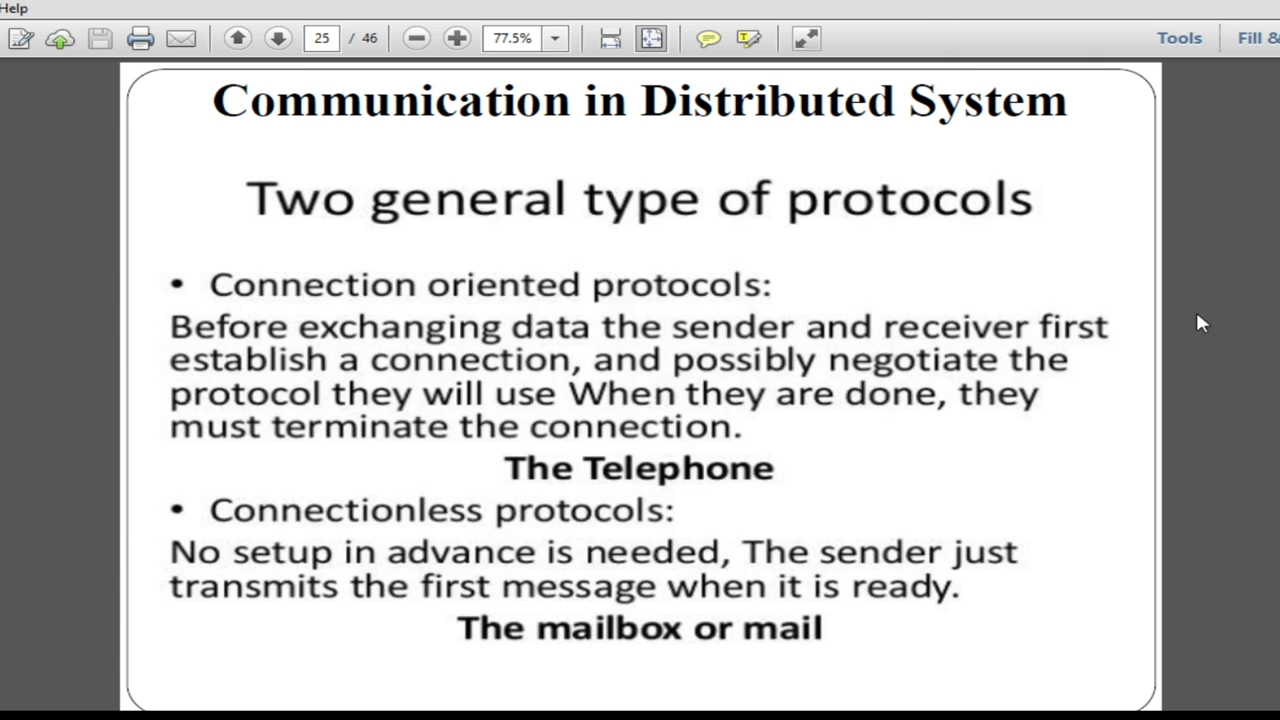 Help
25 / 46 77.5% Tools Fill &
Communication in Distributed System
Two general type of protocols
• Connection oriented protocols:
Before exchanging data the sender and receiver first
establish a connection, and possibly negotiate the
protocol they will use When they are done, they
must terminate the connection.
The Telephone
• Connectionless protocols:
No setup in advance is needed, The sender just
transmits the first message when it is ready.
The mailbox or mail